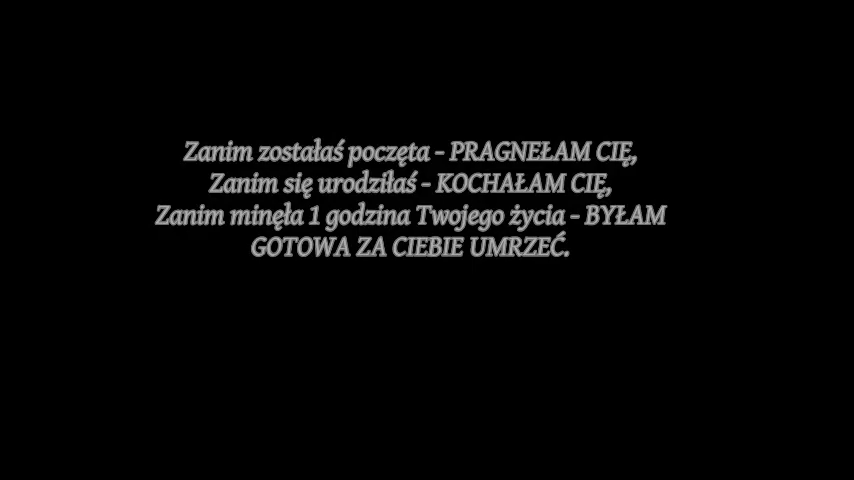 Zanim zostałaś poczęta - PRAGNEŁAM CIĘ,
Zanim się urodziłaś - KOCHAŁAM CIĘ,
Zanim minęła 1 godzina Twojego życia - BYŁAM
GOTOWA ZA CIEBIE UMRZEĆ.